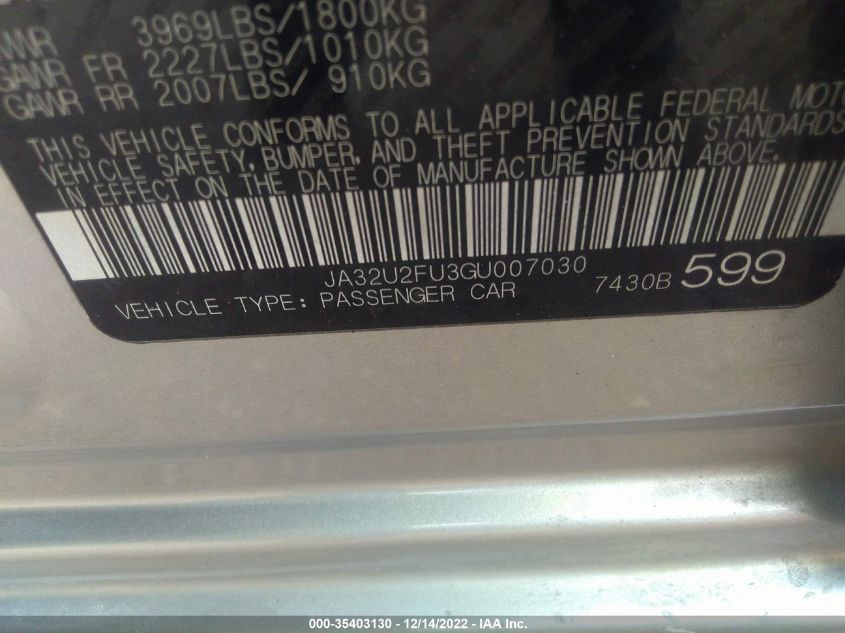 3969LBS/1800KG
GAWR FR 2227LBS/1010KG
GAWR RR 2007LBS/ 910KG
THIS VEHICLE CONFORMS TO ALL APPLICABLE FEDERAL
VEHICLE SAFETY, BUMPER, AND THEFT PREVENTION STANDARDS
IN EFFECT ON THE DATE OF MANUFACTURE SHOWN ABOVE.
JA32U2FU3GU007030
VEHICLE TYPE: PASSENGER CAR 7430B 599
000-35403130 - 12/14/2022 - IAA Inc.